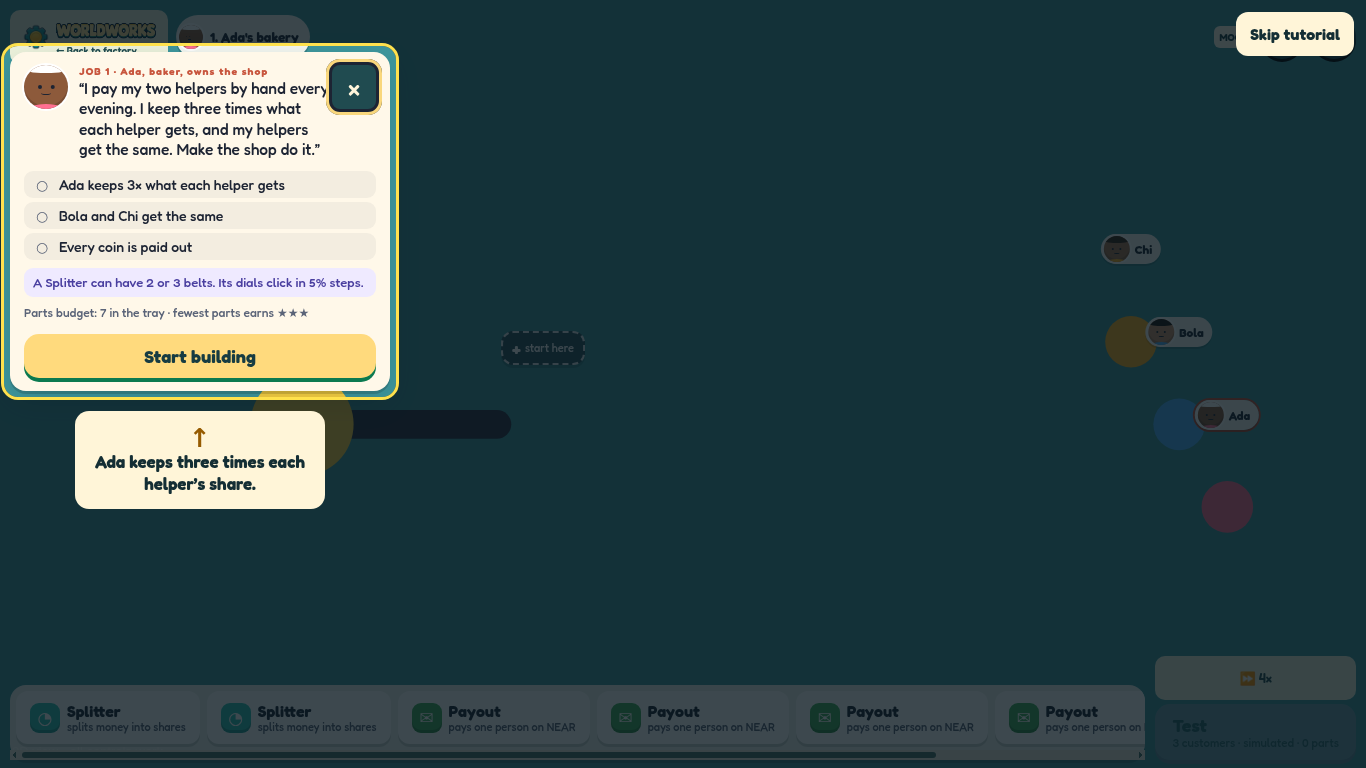 WORLDWORKS
← Back to factory
1. Ada's bakery
Skip tutorial
JOB 1 · Ada, baker, owns the shop
“I pay my two helpers by hand every
evening. I keep three times what
each helper gets, and my helpers
get the same. Make the shop do it.”
×
Ada keeps 3× what each helper gets
Bola and Chi get the same
Every coin is paid out
A Splitter can have 2 or 3 belts. Its dials click in 5% steps.
Parts budget: 7 in the tray · fewest parts earns ★★★
Start building
↑
Ada keeps three times each
helper’s share.
+ start here
Chi
Bola
Ada
Splitter
splits money into shares
Splitter
splits money into shares
Payout
pays one person on NEAR
Payout
pays one person on NEAR
Payout
pays one person on NEAR
Payout
pays one person on
⏩ 4x
Test
3 customers · simulated · 0 parts